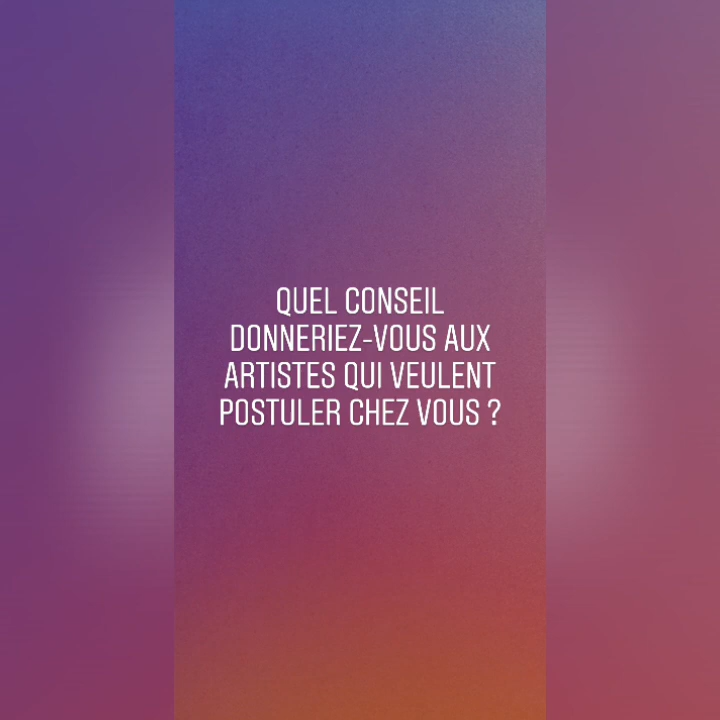 QUEL CONSEIL
DONNERIEZ-VOUS AUX
ARTISTES QUI VEULENT
POSTULER CHEZ VOUS ?